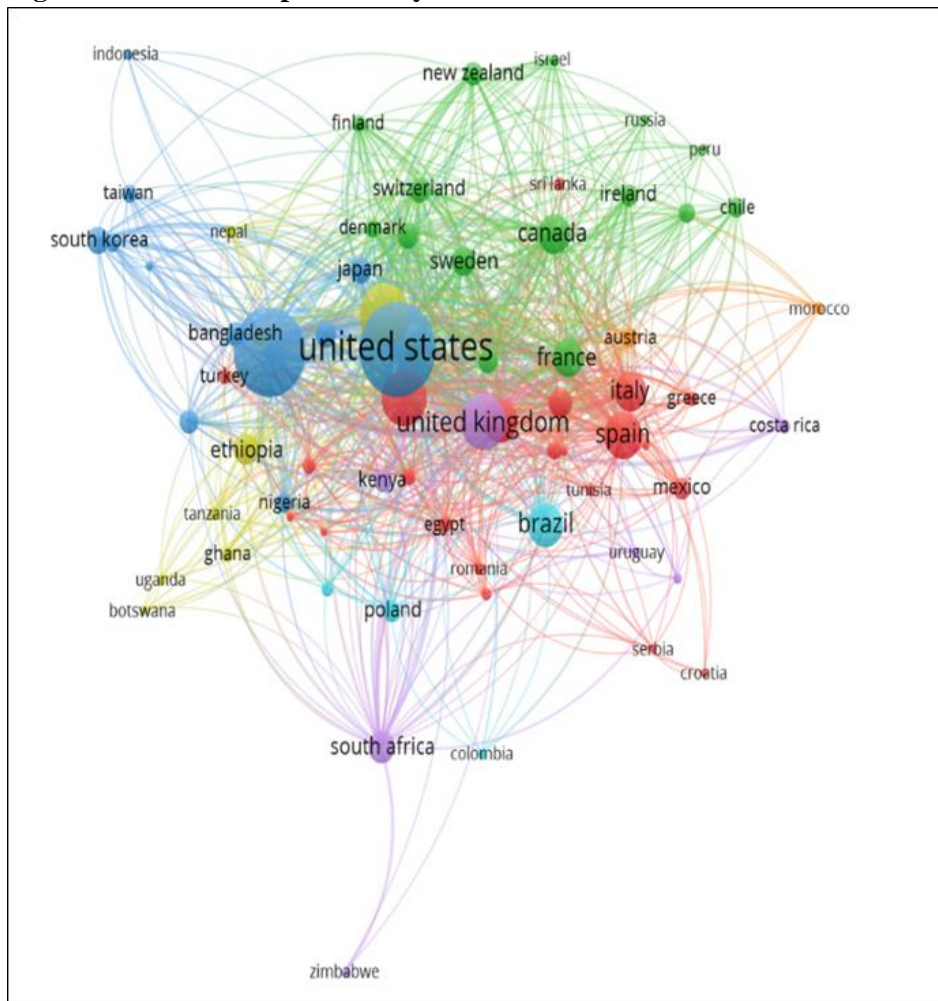 indonesia
israel
new zealand
finland
russia
peru
switzerland
sri lanka
ireland
taiwan
chile
nepal
denmark
canada
south korea
sweden
japan
morocco
bangladesh
united states
austria
france
turkey
italy
greece
united kingdom
costa rica
spain
ethiopia
kenya
tunisia
mexico
nigeria
tanzania
egypt
brazil
ghana
uruguay
romania
uganda
botswana
poland
serbia
croatia
south africa
colombia
zimbabwe